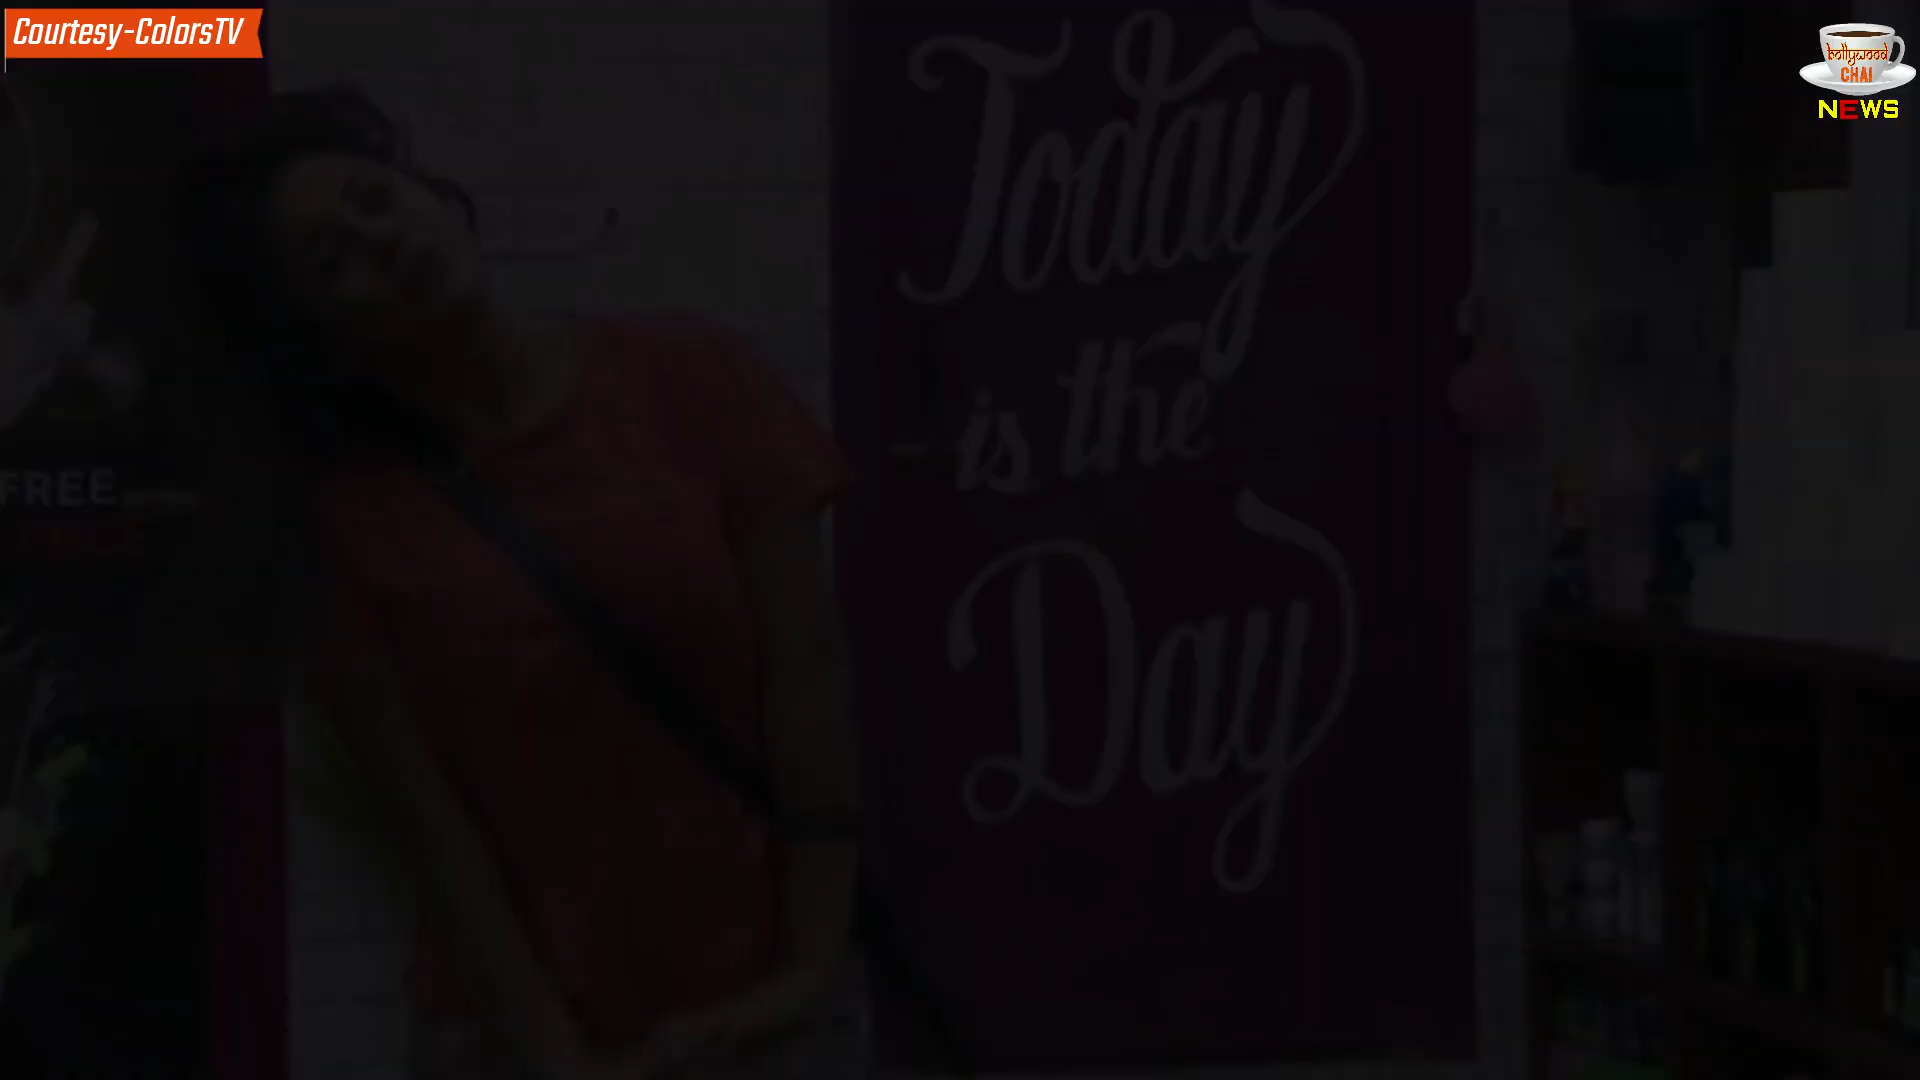 Courtesy-ColorsTV
bollywood
CHAI
NEWS
Today
is the
Day
FREE